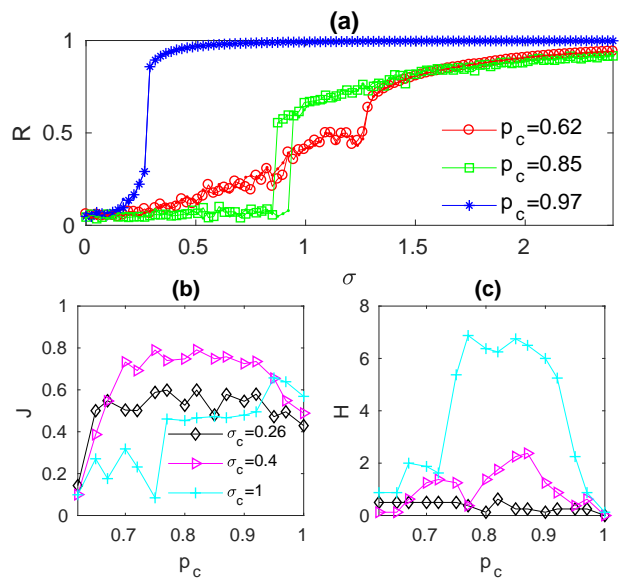 (a)
1
0.5
0
R
p_c=0.62
p_c=0.85
p_c=0.97
0 0.5 1 1.5 2
σ
(b)
1
0.8
0.6
0.4
0.2
0
J
σ_c=0.26
σ_c=0.4
σ_c=1
0.7 0.8 0.9 1
p_c
(c)
8
6
4
2
0
H
0.7 0.8 0.9 1
p_c